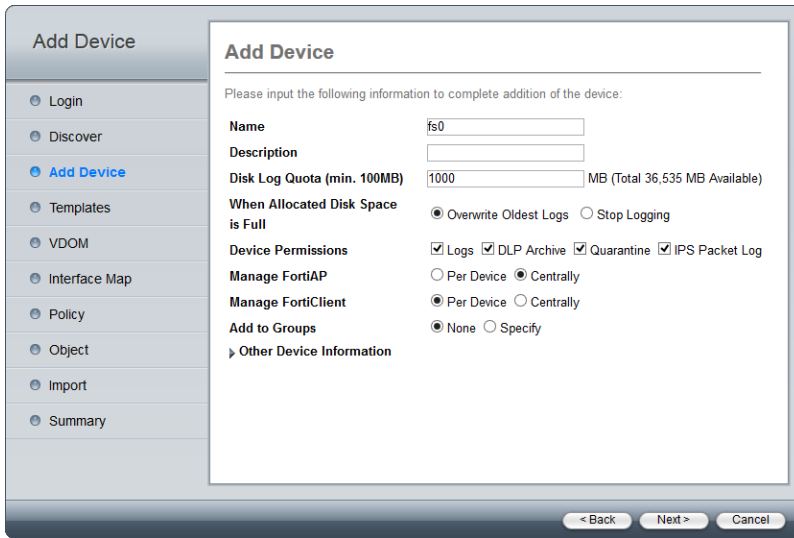 Add Device
Login
Discover
Add Device
Templates
VDOM
Interface Map
Policy
Object
Import
Summary
Add Device
Please input the following information to complete addition of the device:
Name fs0
Description
Disk Log Quota (min. 100MB) 1000 MB (Total 36,535 MB Available)
When Allocated Disk Space
is Full
Overwrite Oldest Logs Stop Logging
Device Permissions Logs DLP Archive Quarantine IPS Packet Log
Manage FortiAP Per Device Centrally
Manage FortiClient Per Device Centrally
Add to Groups None Specify
Other Device Information
< Back Next > Cancel